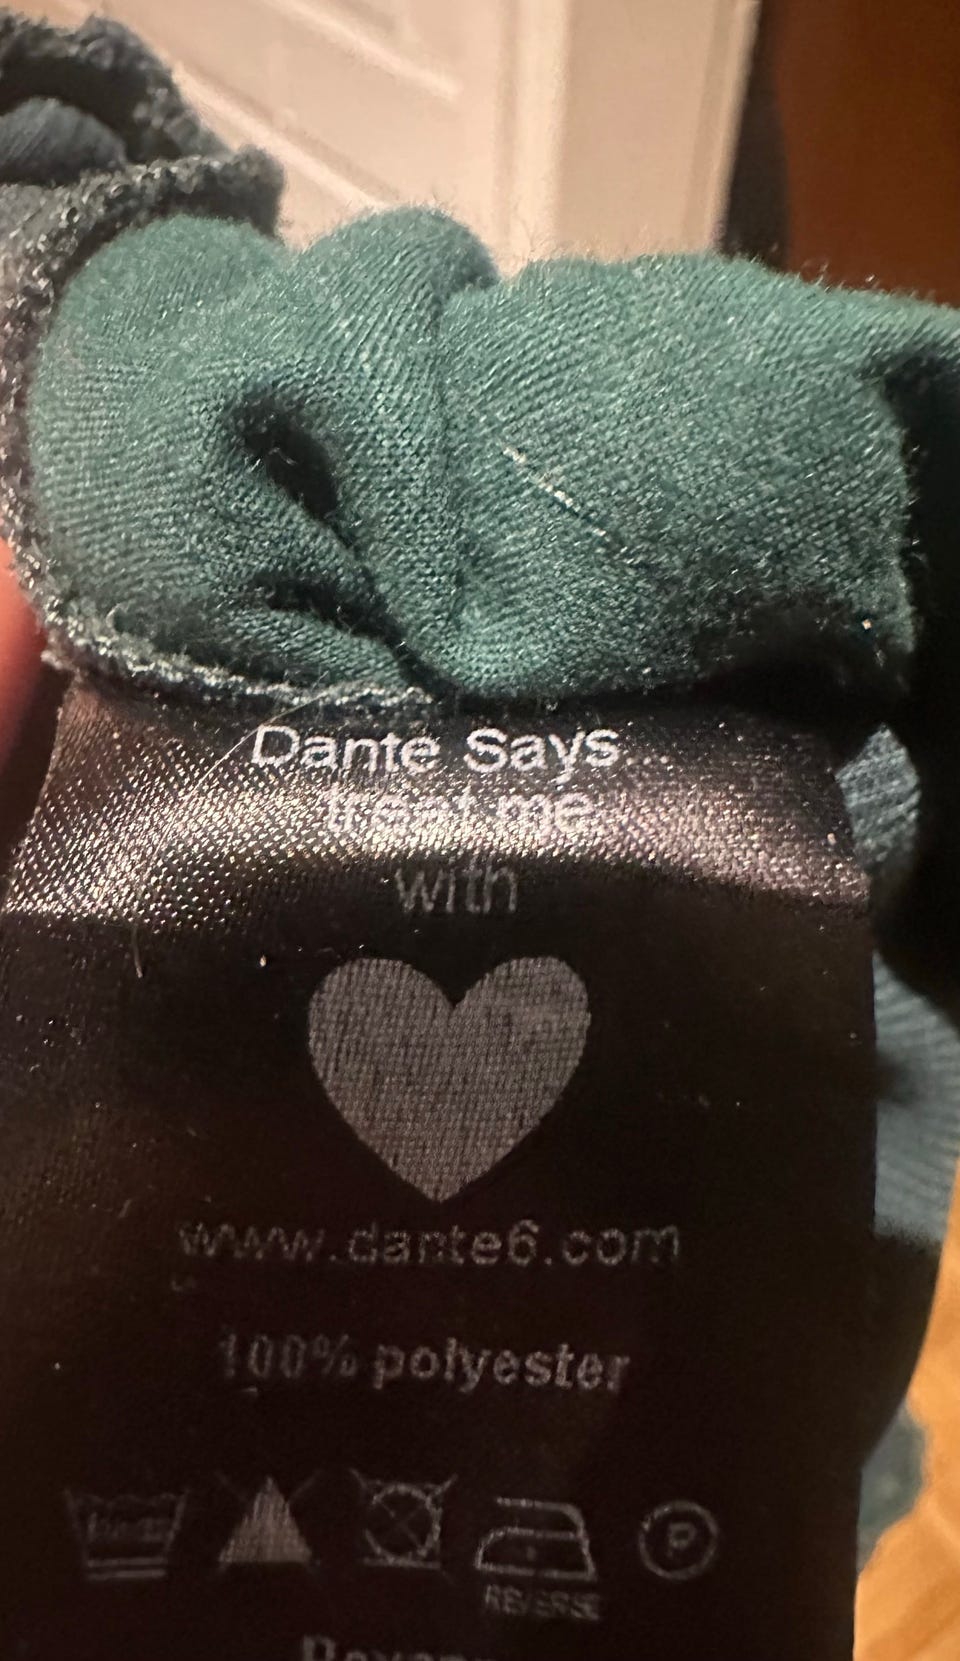 Dante Says...
treat me
with
www.dante6.com
100% polyester
P
REVERSE